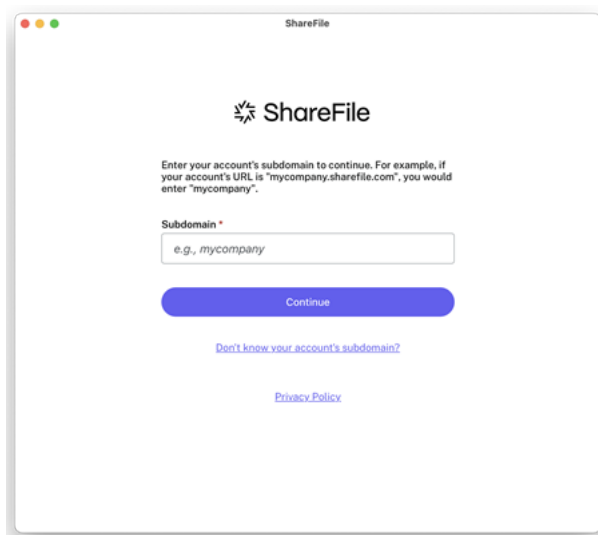 ShareFile
ShareFile
Enter your account's subdomain to continue. For example, if
your account's URL is "mycompany.sharefile.com", you would
enter "mycompany".
Subdomain *
e.g., mycompany
Continue
Don't know your account's subdomain?
Privacy Policy